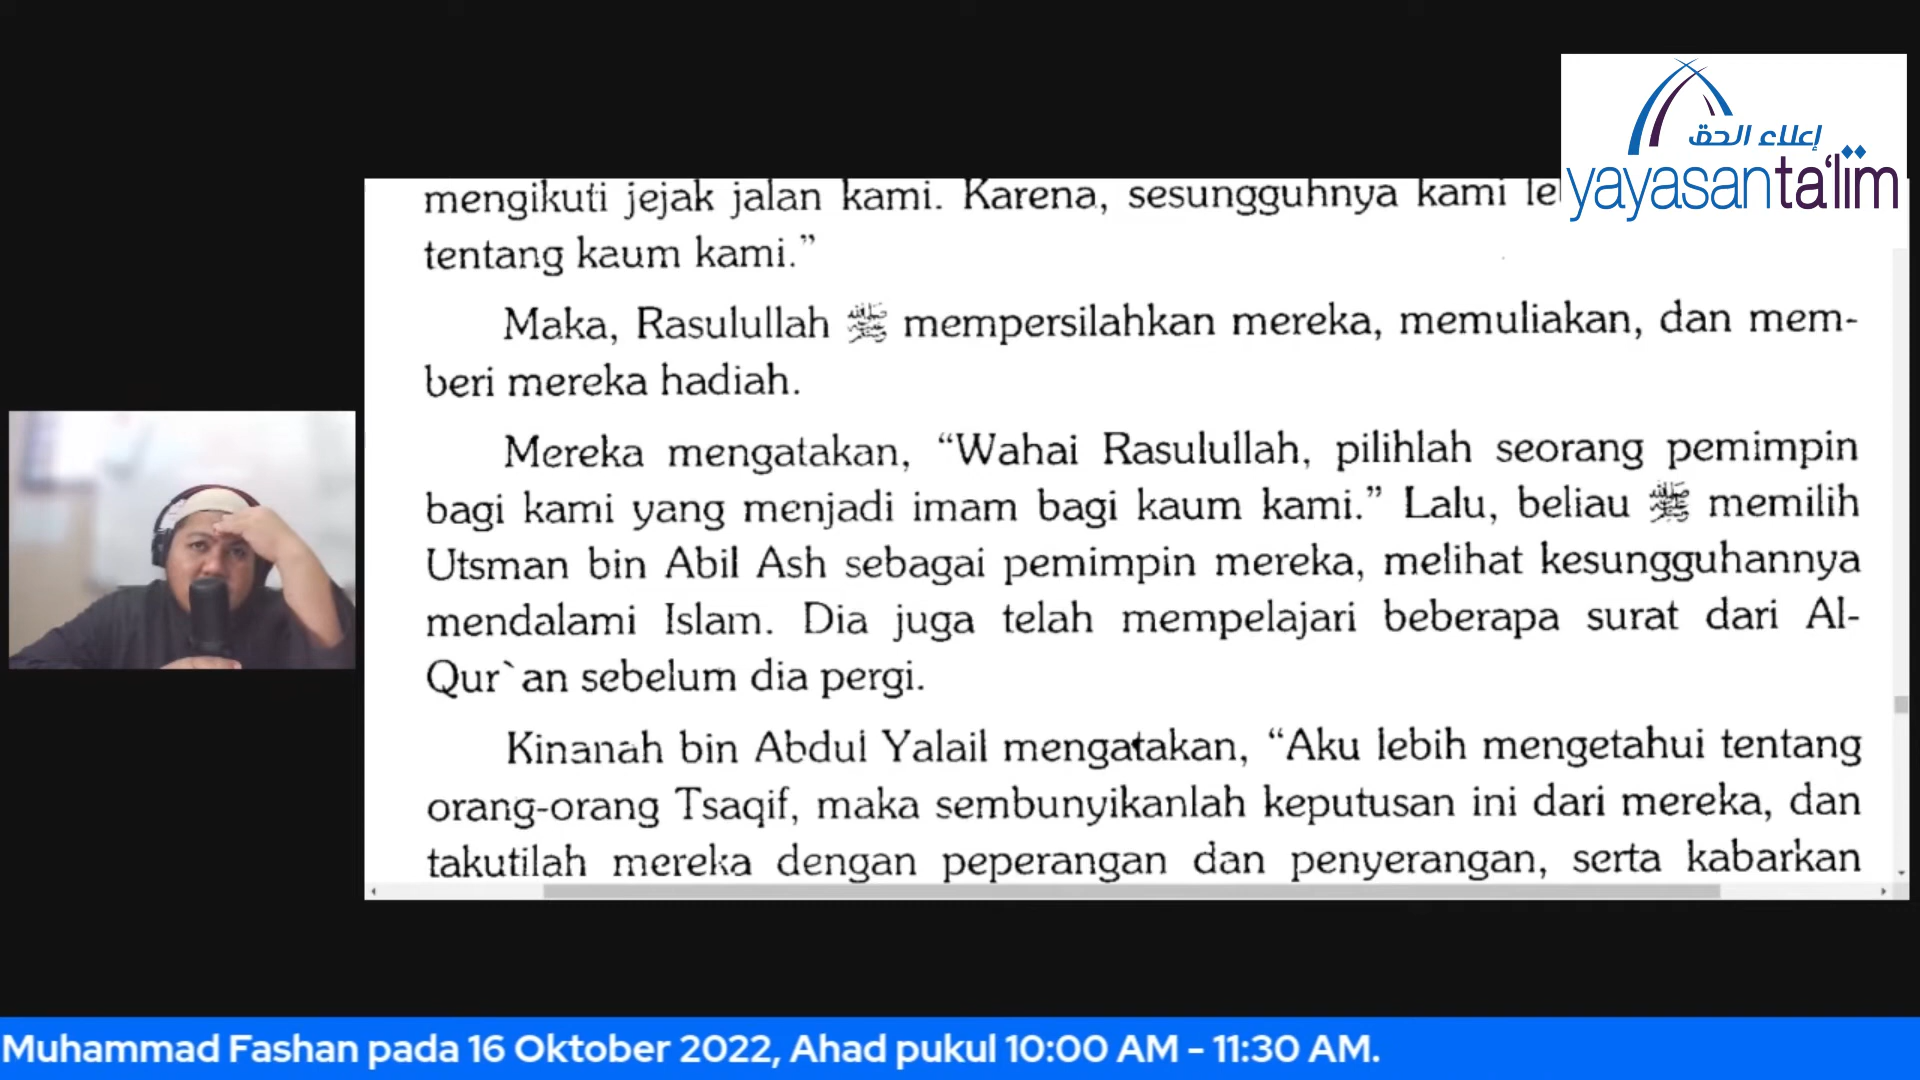 إعلاء الحق
yayasanta'lim
mengikuti jejak jalan kami. Karena, sesungguhnya kami
tentang kaum kami.”
Maka, Rasulullah ﷺ mempersilahkan mereka, memuliakan, dan mem-
beri mereka hadiah.
Mereka mengatakan, “Wahai Rasulullah, pilihlah seorang pemimpin
bagi kami yang menjadi imam bagi kaum kami.” Lalu, beliau ﷺ memilih
Utsman bin Abil Ash sebagai pemimpin mereka, melihat kesungguhannya
mendalami Islam. Dia juga telah mempelajari beberapa surat dari Al-
Qur`an sebelum dia pergi.
Kinanah bin Abdul Yalail mengatakan, “Aku lebih mengetahui tentang
orang-orang Tsaqif, maka sembunyikanlah keputusan ini dari mereka, dan
takutilah mereka dengan peperangan dan penyerangan, serta kabarkan
Muhammad Fashan pada 16 Oktober 2022, Ahad pukul 10:00 AM - 11:30 AM.